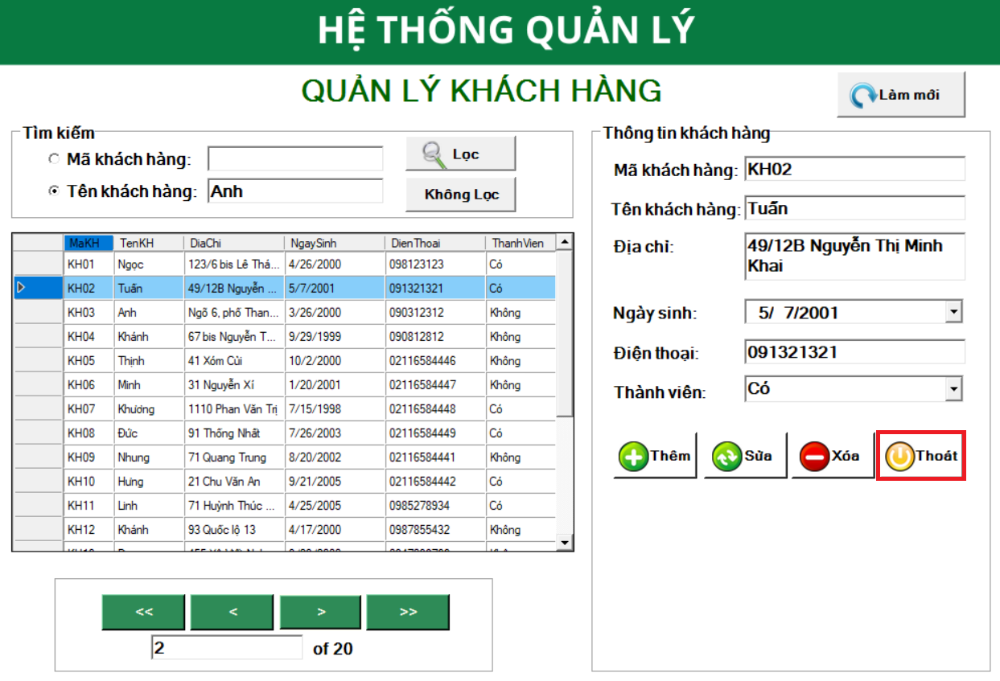 HỆ THỐNG QUẢN LÝ
QUẢN LÝ KHÁCH HÀNG
Làm mới
Tìm kiếm
Mã khách hàng:
Lọc
Tên khách hàng: Anh
Không Lọc
MaKH TenKH DiaChi NgaySinh DienThoai ThanhVien
KH01 Ngọc 123/6 bis Lê Thá... 4/26/2000 098123123 Có
KH02 Tuấn 49/12B Nguyễn ... 5/7/2001 091321321 Có
KH03 Anh Ngõ 6, phố Than... 3/26/2000 090312312 Không
KH04 Khánh 67 bis Nguyễn T... 9/29/1999 090812812 Không
KH05 Thịnh 41 Xóm Củi 10/2/2000 02116584446 Không
KH06 Minh 31 Nguyễn Xí 1/20/2001 02116584447 Không
KH07 Khương 1110 Phan Văn Trị 7/15/1998 02116584448 Có
KH08 Đức 91 Thống Nhất 7/26/2003 02116584449 Có
KH09 Nhung 71 Quang Trung 8/20/2002 02116584441 Không
KH10 Hưng 21 Chu Văn An 9/21/2005 02116584442 Có
KH11 Linh 71 Huỳnh Thúc ... 4/25/2005 0985278934 Có
KH12 Khánh 93 Quốc lộ 13 4/17/2000 0987855432 Không
<< < > >>
2 of 20
Thông tin khách hàng
Mã khách hàng: KH02
Tên khách hàng: Tuấn
Địa chỉ: 49/12B Nguyễn Thị Minh
Khai
Ngày sinh: 5/ 7/2001
Điện thoại: 091321321
Thành viên: Có
Thêm Sửa Xóa Thoát